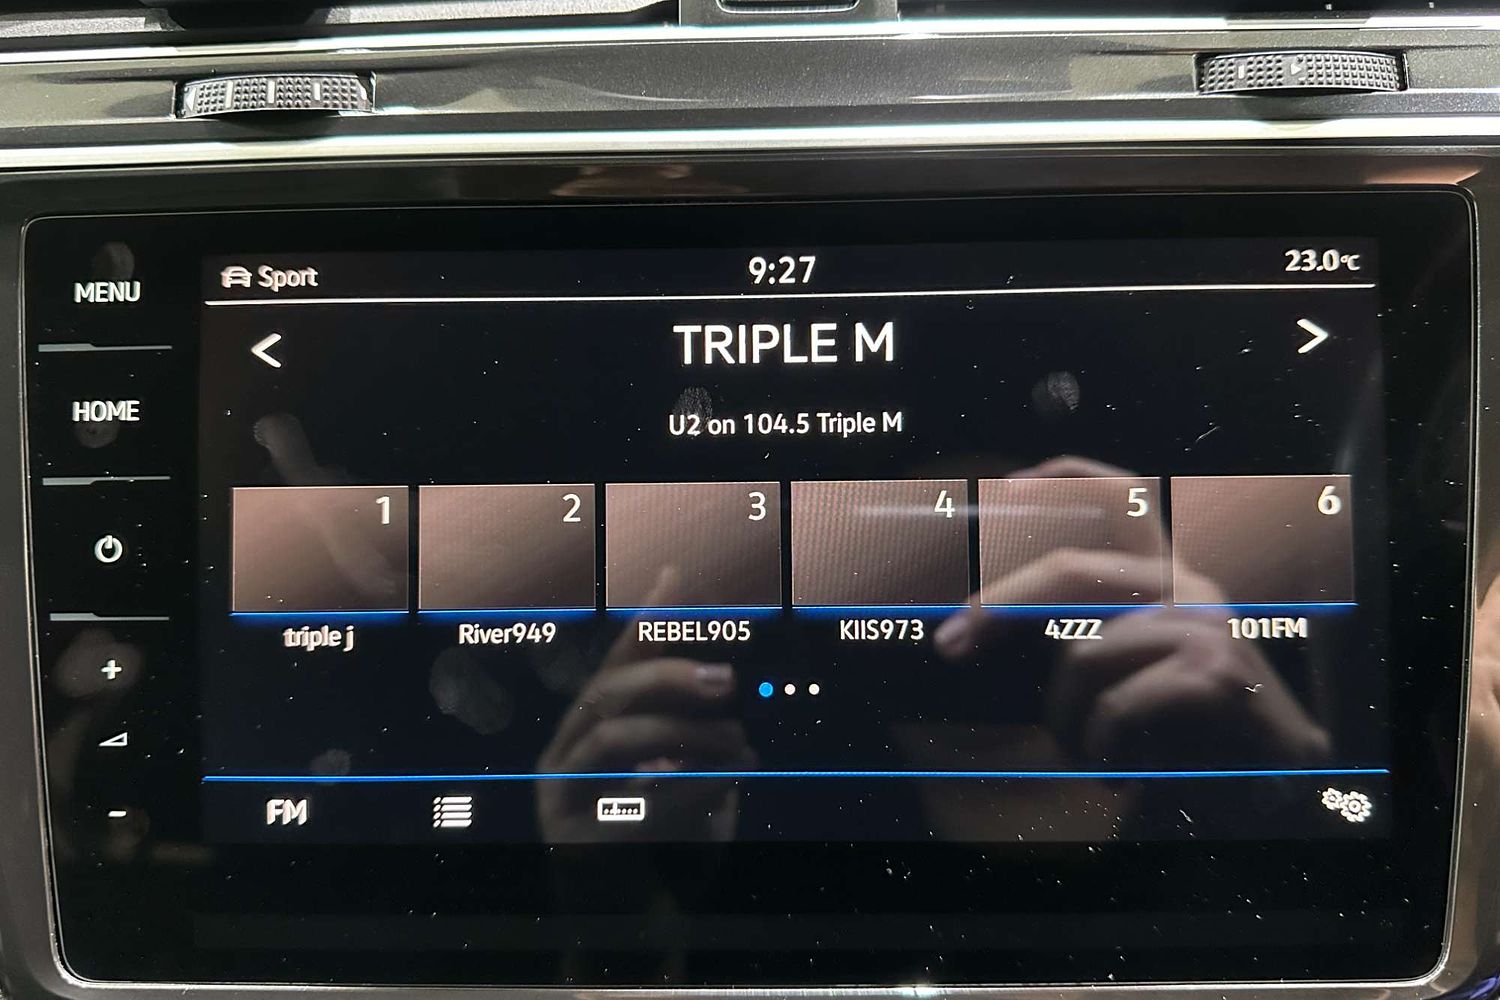 Sport 9:27 23.0°C
MENU
TRIPLE M
HOME
U2 on 104.5 Triple M
1 2 3 4 5 6
triple j River949 REBEL905 KIIS973 4ZZZ 101FM
+
-
FM